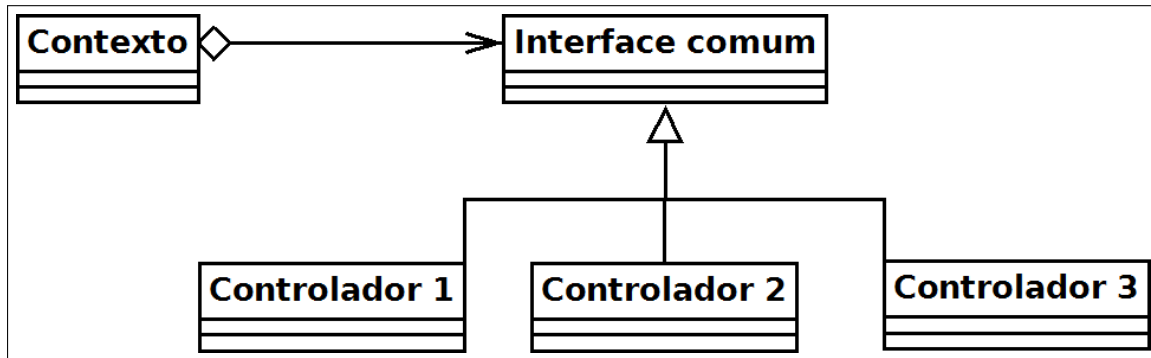 Contexto
Interface comum
Controlador 1
Controlador 2
Controlador 3